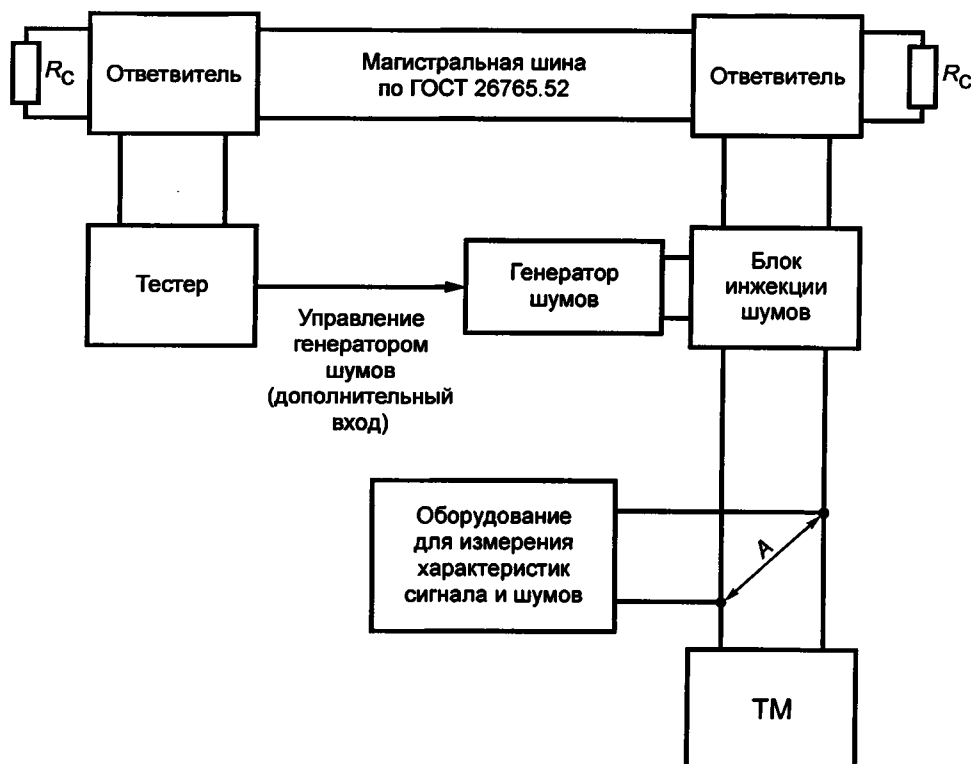 R_C
Ответвитель
Магистральная шина
по ГОСТ 26765.52
Ответвитель
R_C
Тестер
Управление
генератором
шумов
(дополнительный
вход)
Генератор
шумов
Блок
инжекции
шумов
Оборудование
для измерения
характеристик
сигнала и шумов
A
ТМ